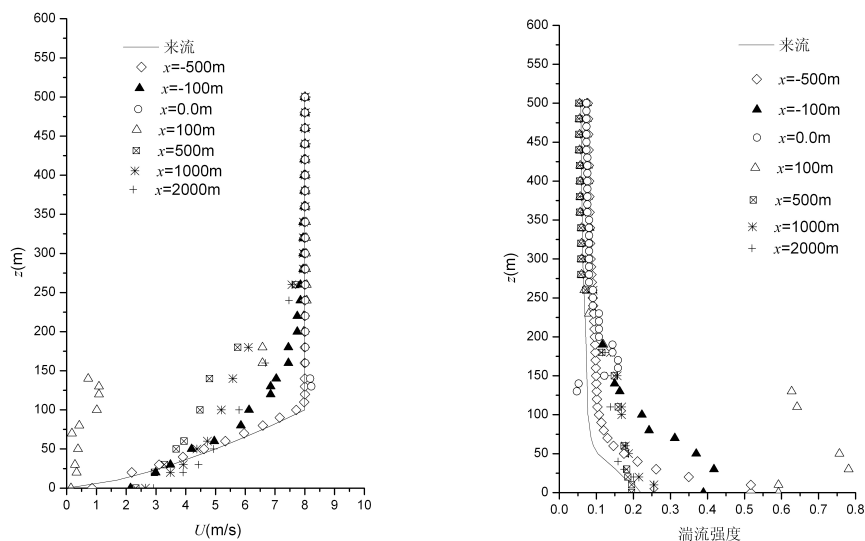 600
550
500
450
400
350
300
250
200
150
100
50
0
z(m)
来流
x=-500m
x=-100m
x=0.0m
x=100m
x=500m
x=1000m
x=2000m
0 1 2 3 4 5 6 7 8 9 10
U(m/s)
600
550
500
450
400
350
300
250
200
150
100
50
0
z(m)
来流
x=-500m
x=-100m
x=0.0m
x=100m
x=500m
x=1000m
x=2000m
0.0 0.1 0.2 0.3 0.4 0.5 0.6 0.7 0.8
湍流强度